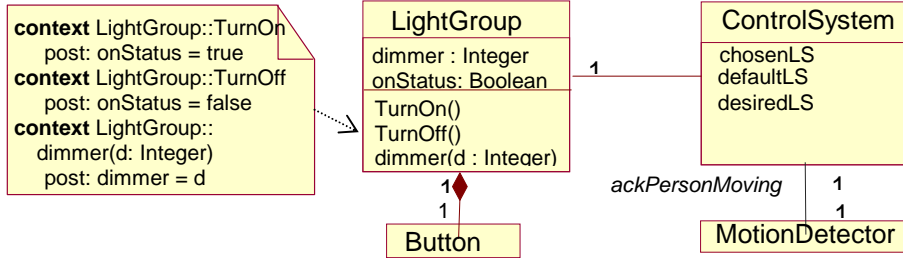 context LightGroup::TurnOn
post: onStatus = true
context LightGroup::TurnOff
post: onStatus = false
context LightGroup::
dimmer(d: Integer)
post: dimmer = d
LightGroup
dimmer : Integer
onStatus: Boolean
TurnOn()
TurnOff()
dimmer(d : Integer)
1
1
Button
1
ControlSystem
chosenLS
defaultLS
desiredLS
ackPersonMoving
1
1
MotionDetector